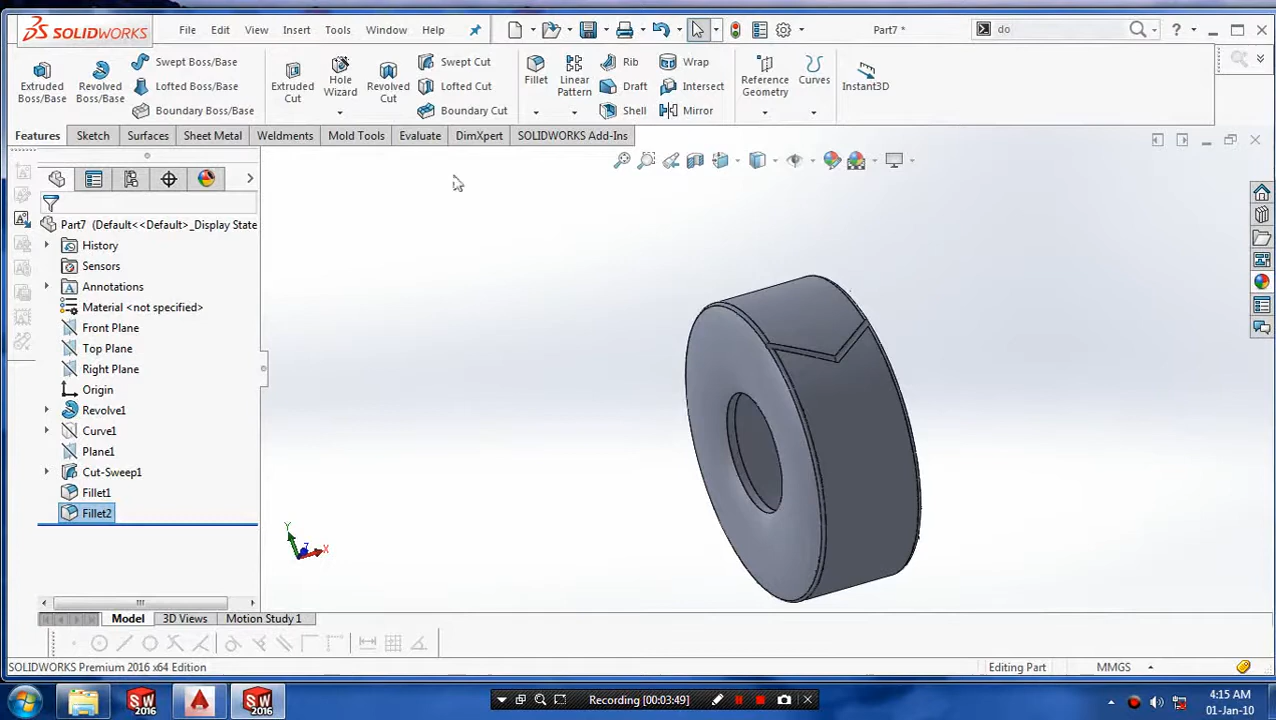 SOLIDWORKS File Edit View Insert Tools Window Help Part7 * do ?
Extruded Boss/Base
Revolved Boss/Base
Swept Boss/Base
Lofted Boss/Base
Boundary Boss/Base
Extruded Cut
Hole Wizard
Revolved Cut
Swept Cut
Lofted Cut
Boundary Cut
Fillet
Linear Pattern
Rib
Draft
Shell
Wrap
Intersect
Mirror
Reference Geometry
Curves
Instant3D
Features Sketch Surfaces Sheet Metal Weldments Mold Tools Evaluate DimXpert SOLIDWORKS Add-Ins
Part7 (Default<<Default>_Display State
History
Sensors
Annotations
Material <not specified>
Front Plane
Top Plane
Right Plane
Origin
Revolve1
Curve1
Plane1
Cut-Sweep1
Fillet1
Fillet2
Y
Z
X
Model 3D Views Motion Study 1
SOLIDWORKS Premium 2016 x64 Edition Editing Part MMGS
SW 2016 SW 2016 Recording [00:03:49] 4:15 AM
01-Jan-10